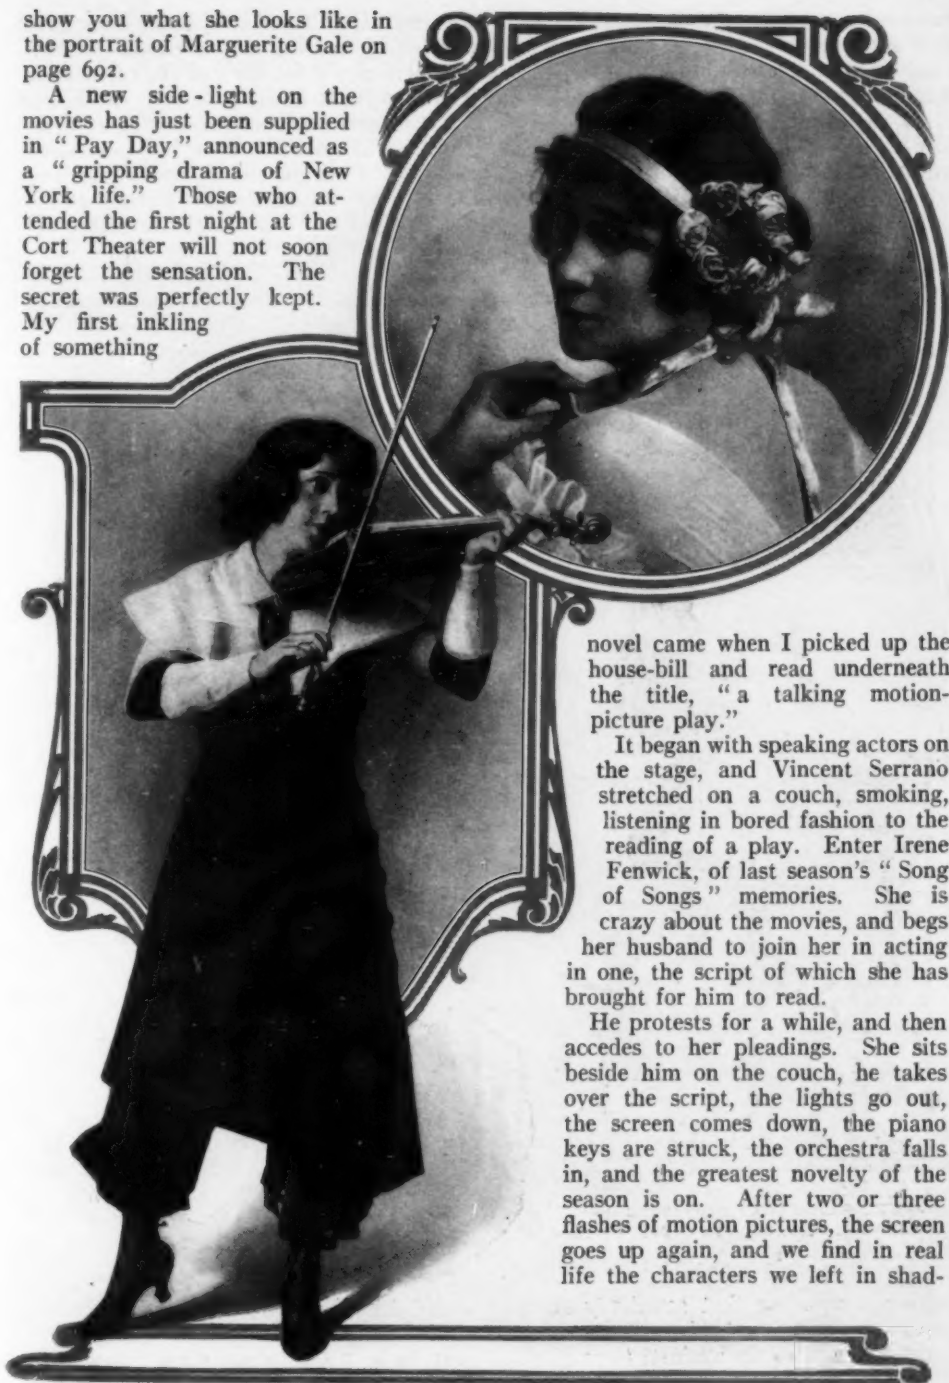 show you what she looks like in
the portrait of Marguerite Gale on
page 692.
A new side-light on the
movies has just been supplied
in “ Pay Day,” announced as
a “ gripping drama of New
York life.” Those who at-
tended the first night at the
Cort Theater will not soon
forget the sensation. The
secret was perfectly kept.
My first inkling
of something
novel came when I picked up the
house-bill and read underneath
the title, “ a talking motion-
picture play.”
It began with speaking actors on
the stage, and Vincent Serrano
stretched on a couch, smoking,
listening in bored fashion to the
reading of a play. Enter Irene
Fenwick, of last season’s “ Song
of Songs ” memories. She is
crazy about the movies, and begs
her husband to join her in acting
in one, the script of which she has
brought for him to read.
He protests for a while, and then
accedes to her pleadings. She sits
beside him on the couch, he takes
over the script, the lights go out,
the screen comes down, the piano
keys are struck, the orchestra falls
in, and the greatest novelty of the
season is on. After two or three
flashes of motion pictures, the screen
goes up again, and we find in real
life the characters we left in shad-